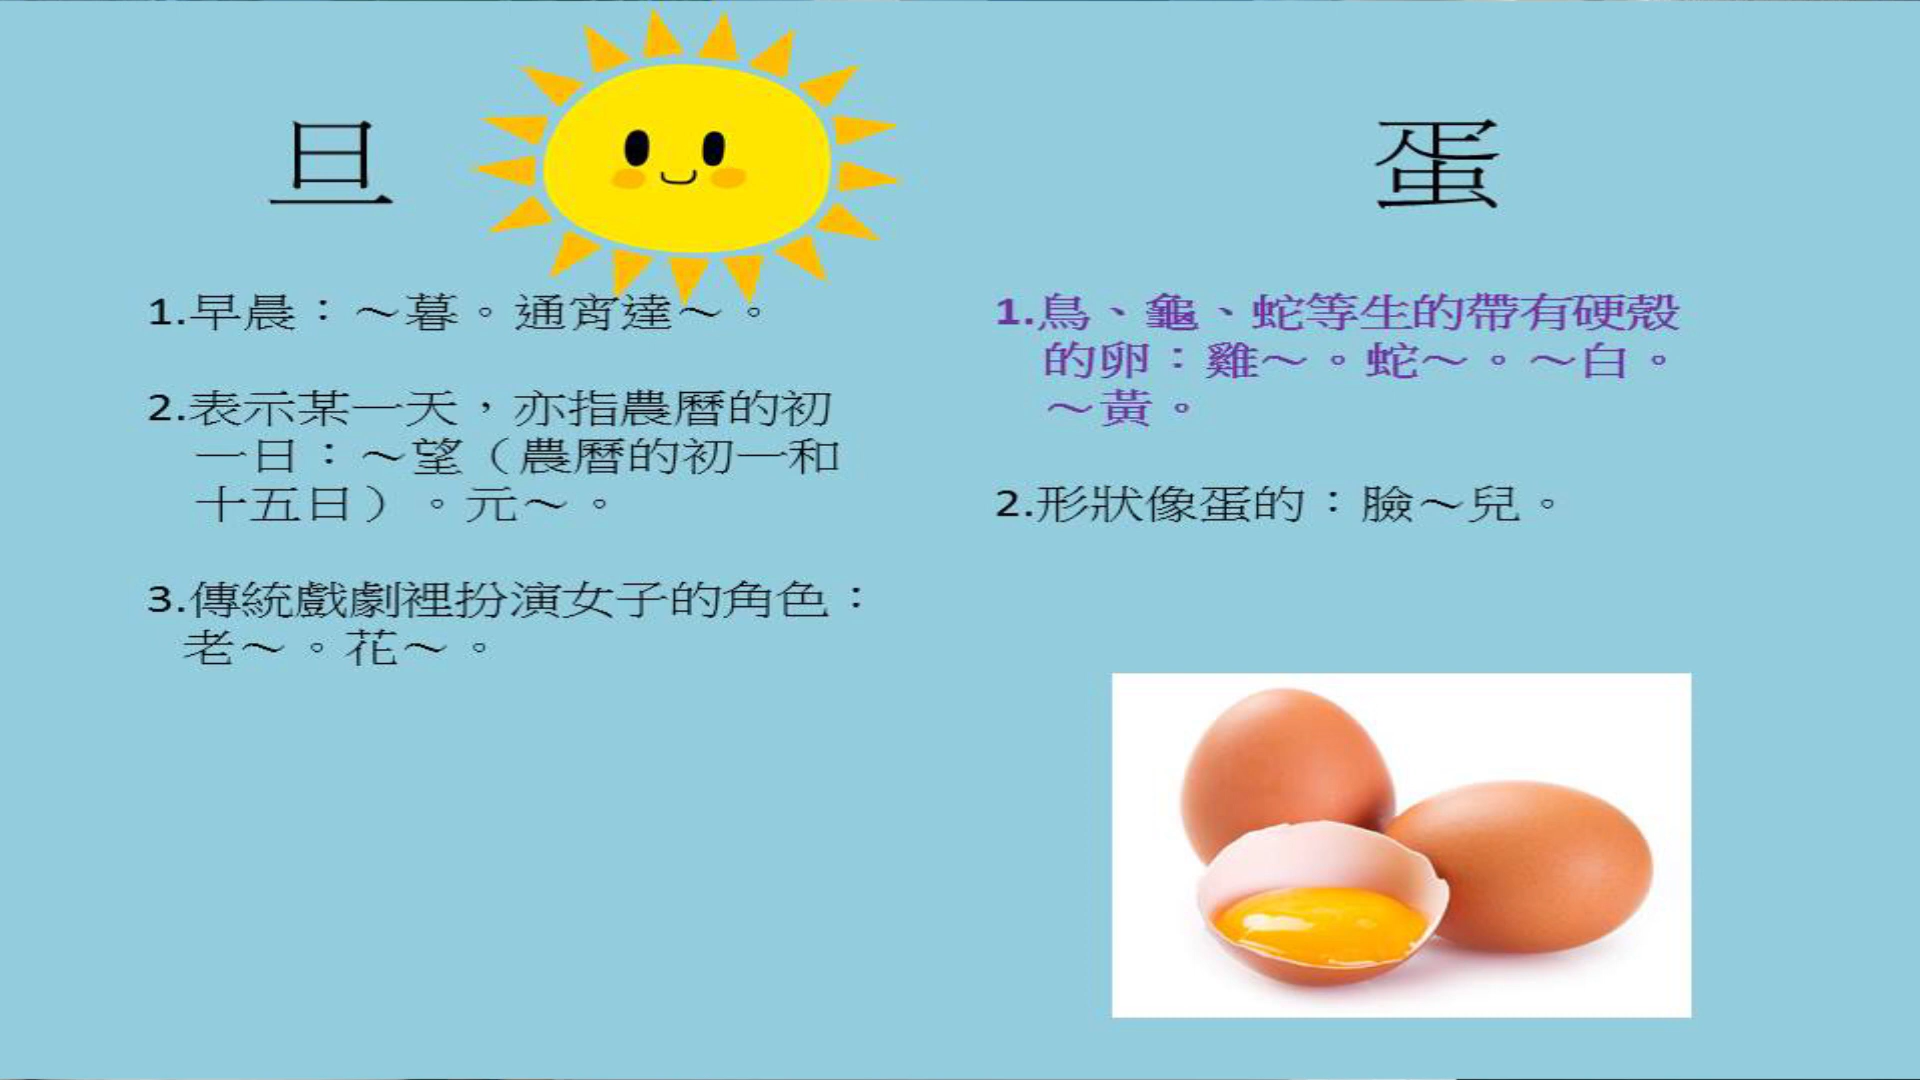 旦
1.早晨：～暮。通宵達～。
2.表示某一天，亦指農曆的初
一日：～望（農曆的初一和
十五日）。元～。
3.傳統戲劇裡扮演女子的角色：
老～。花～。
蛋
1.鳥、龜、蛇等生的帶有硬殼
的卵：雞～。蛇～。～白。
～黃。
2.形狀像蛋的：臉～兒。